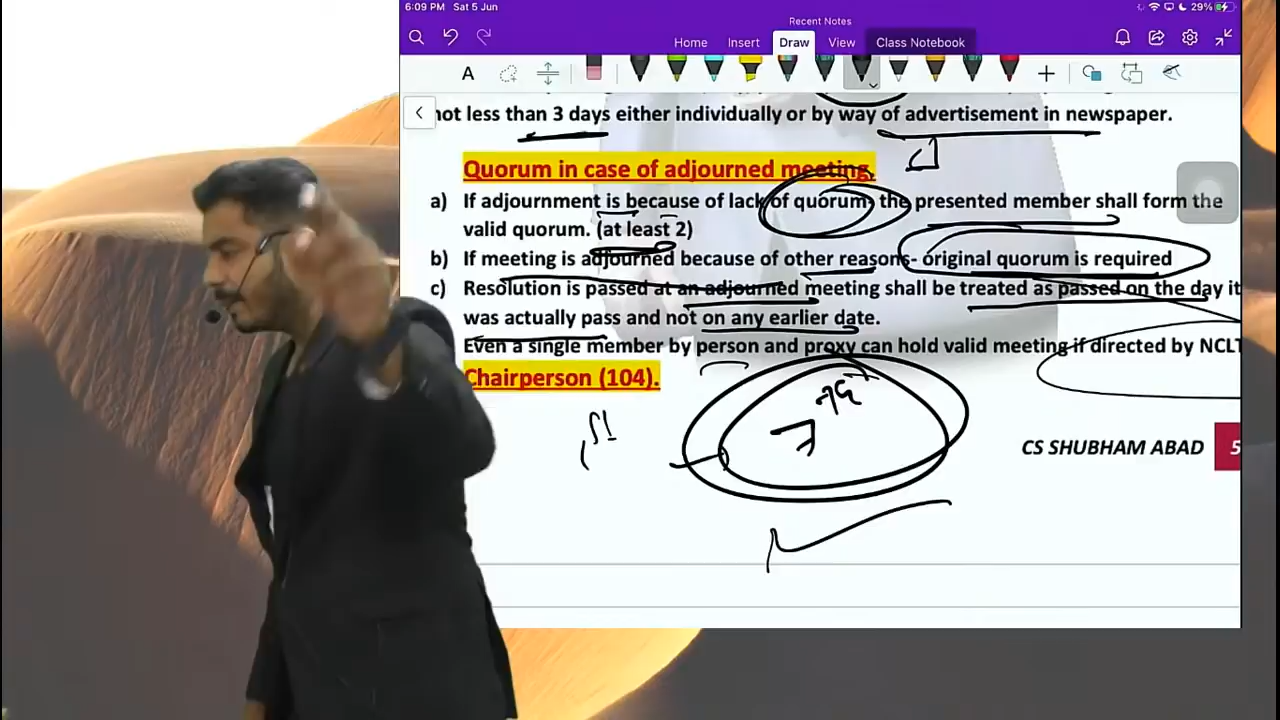 6:09 PM Sat 5 Jun
29%
Recent Notes
Home Insert Draw View Class Notebook
A
not less than 3 days either individually or by way of advertisement in newspaper.
Quorum in case of adjourned meeting,
a) If adjournment is because of lack of quorum, the presented member shall form the
valid quorum. (at least 2)
b) If meeting is adjourned because of other reasons- original quorum is required
c) Resolution is passed at an adjourned meeting shall be treated as passed on the day it
was actually pass and not on any earlier date.
Even a single member by person and proxy can hold valid meeting if directed by NCLT
Chairperson (104).
CS SHUBHAM ABAD 5